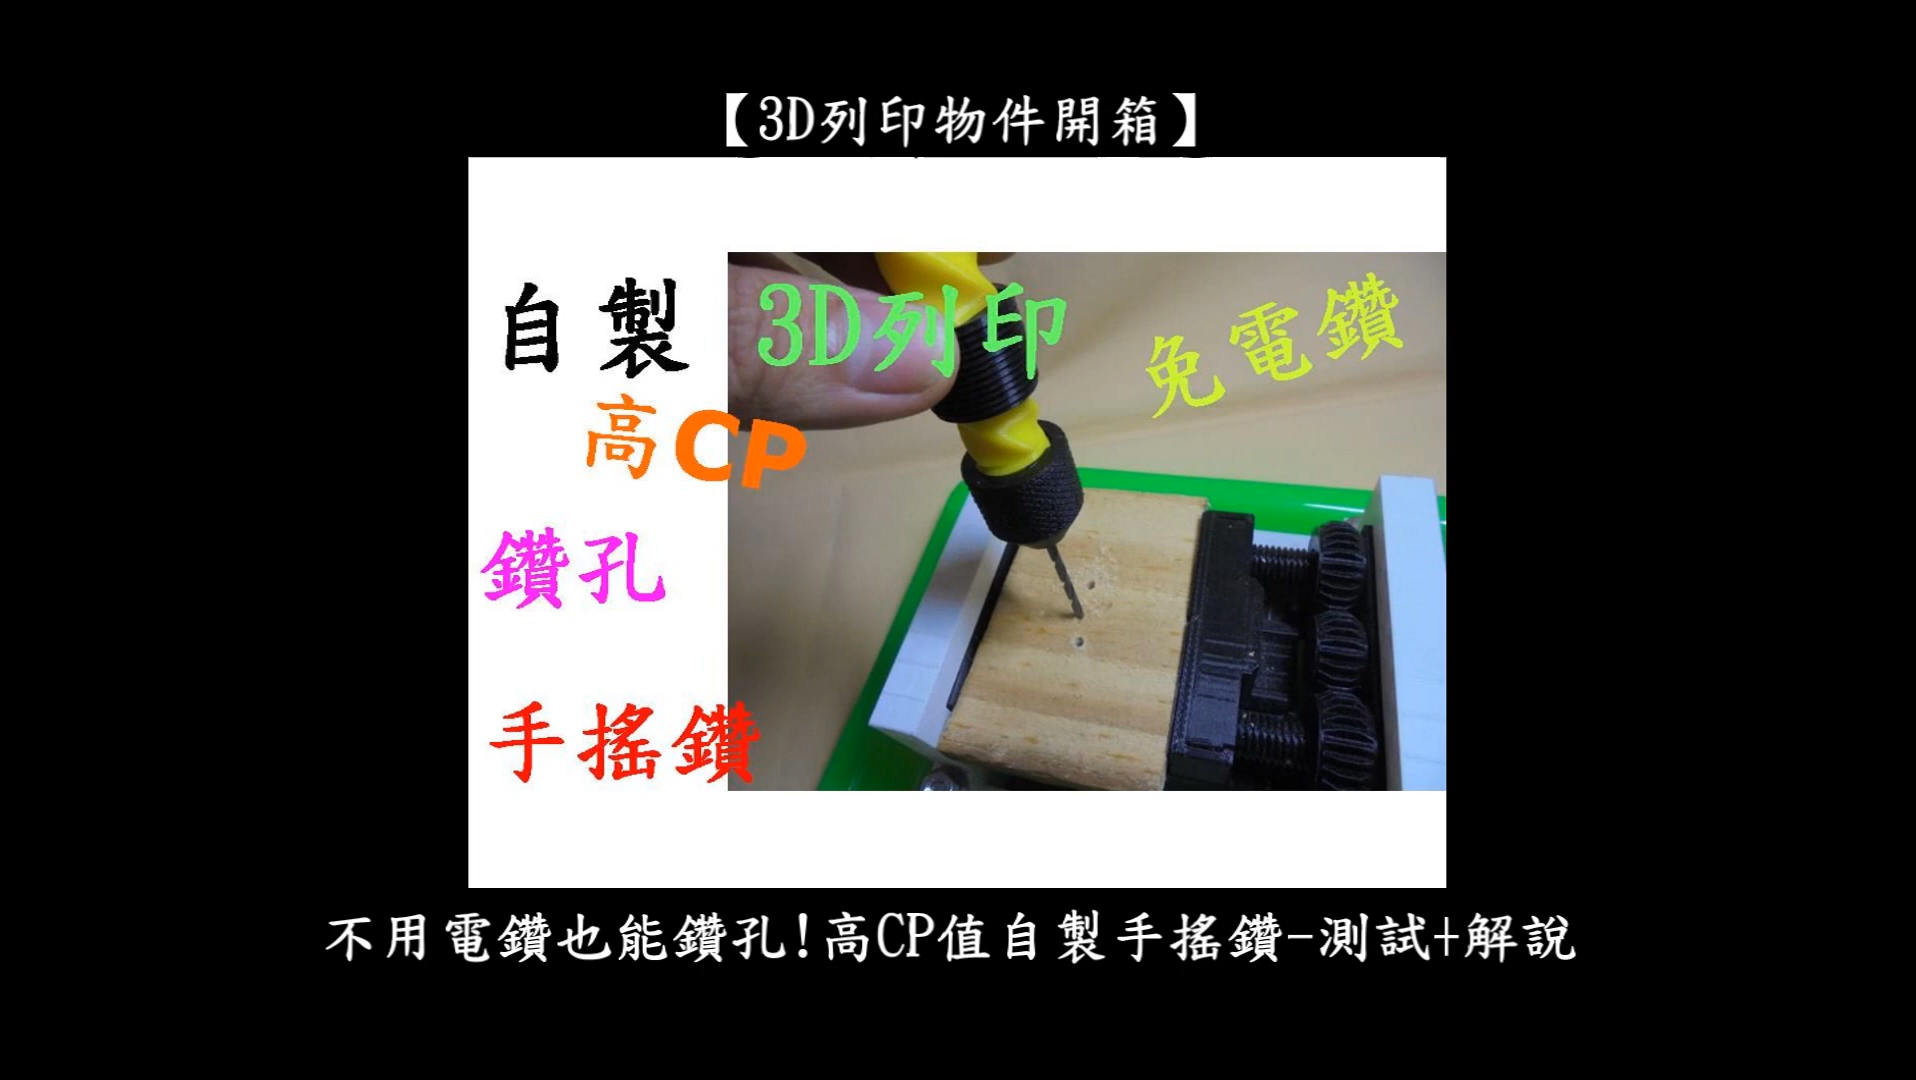 【3D列印物件開箱】
自製 3D列印 免電鑽
高CP
鑽孔
手搖鑽
不用電鑽也能鑽孔!高CP值自製手搖鑽-測試+解說